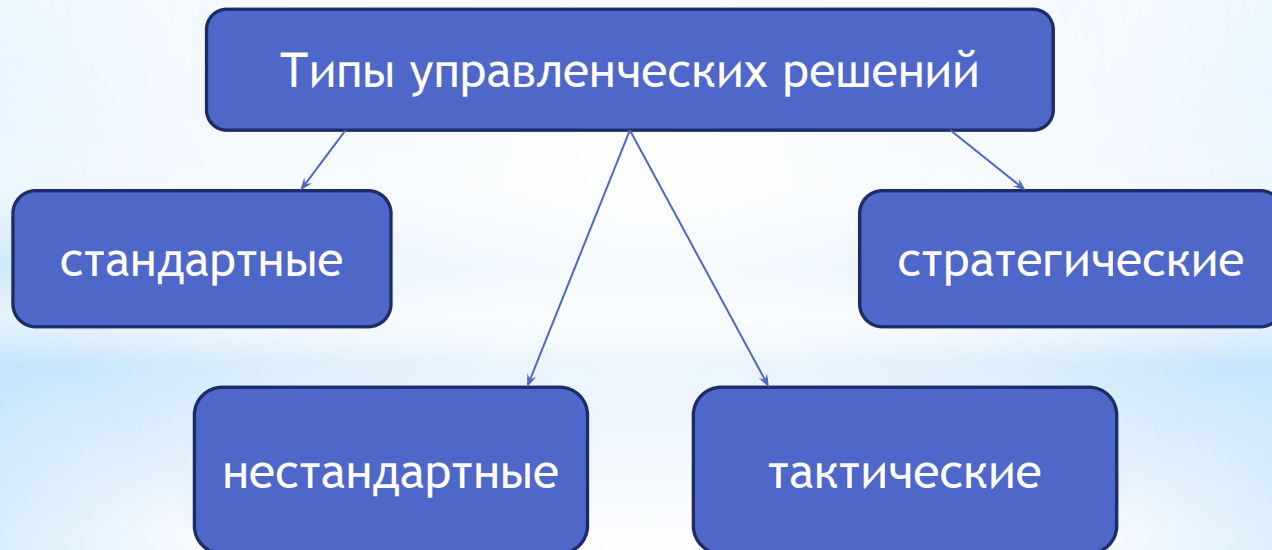 Типы управленческих решений
стандартные
стратегические
нестандартные
тактические